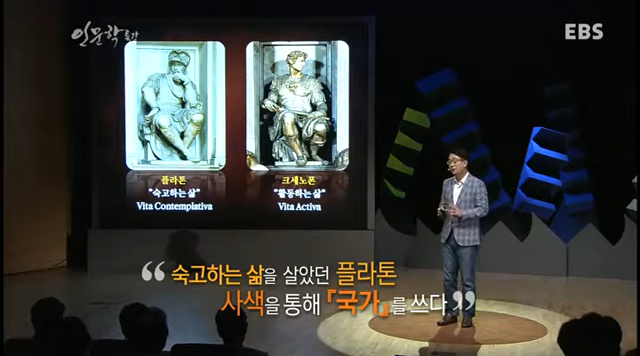 인문학 특강
EBS
플라톤
"숙고하는 삶"
Vita Contemplativa
크세노폰
"활동하는 삶"
Vita Activa
“ 숙고하는 삶을 살았던 플라톤
사색을 통해 『국가』를 쓰다 ”